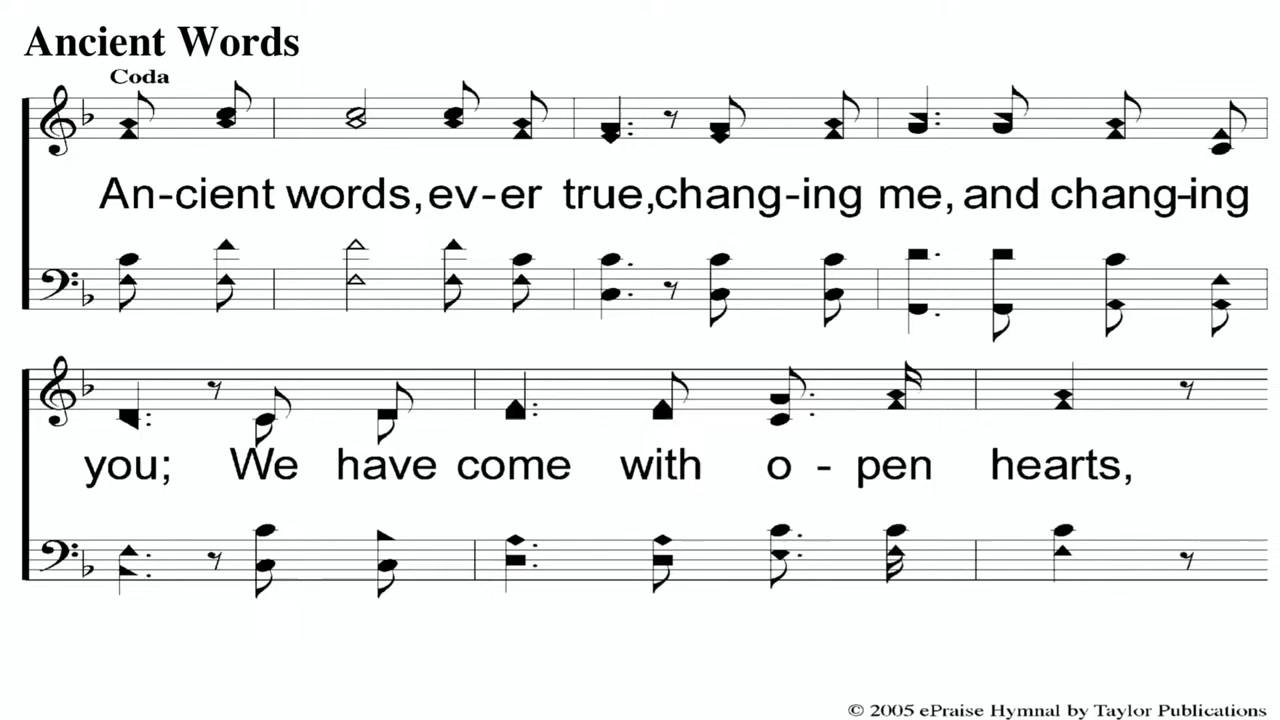 Ancient Words
Coda
An-cient words, ev-er true, chang-ing me, and chang-ing
you; We have come with o - pen hearts,
© 2005 ePraise Hymnal by Taylor Publications